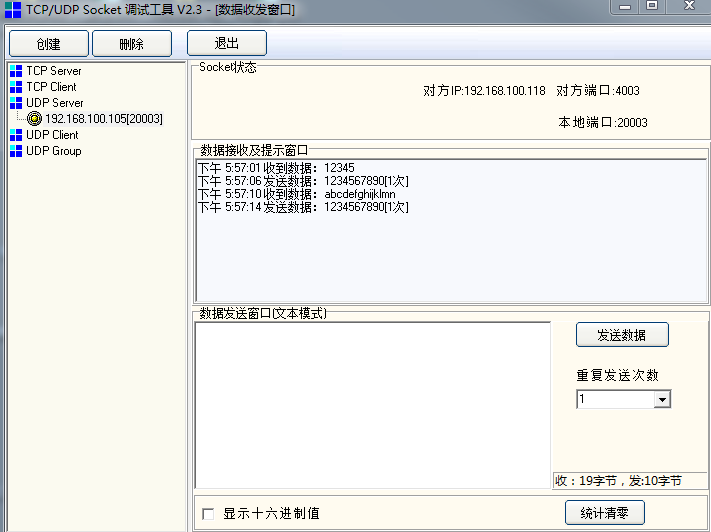 TCP/UDP Socket 调试工具 V2.3 - [数据收发窗口]
创建 删除 退出
TCP Server
TCP Client
UDP Server
192.168.100.105[20003]
UDP Client
UDP Group
Socket状态
对方IP:192.168.100.118 对方端口:4003
本地端口:20003
数据接收及提示窗口
下午 5:57:01收到数据：12345
下午 5:57:06发送数据：1234567890[1次]
下午 5:57:10收到数据：abcdefghijklmn
下午 5:57:14发送数据：1234567890[1次]
数据发送窗口(文本模式)
发送数据
重复发送次数
1
收：19字节，发:10字节
显示十六进制值
统计清零